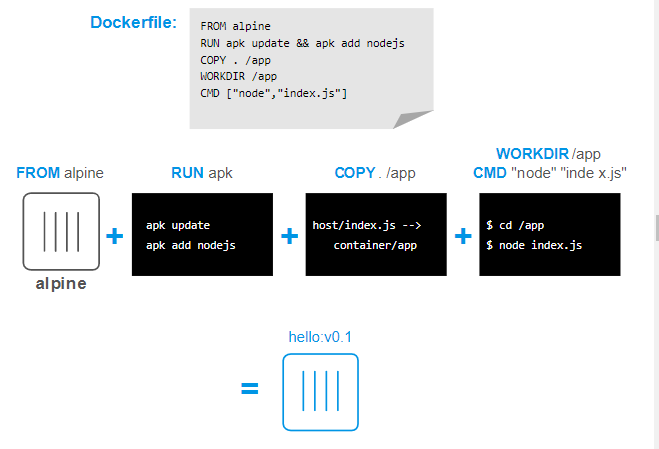 Dockerfile:
FROM alpine
RUN apk update && apk add nodejs
COPY . /app
WORKDIR /app
CMD ["node","index.js"]
FROM alpine
RUN apk
COPY . /app
WORKDIR /app
CMD "node" "inde x.js"
alpine
+
apk update
apk add nodejs
+
host/index.js -->
container/app
+
$ cd /app
$ node index.js
hello:v0.1
=